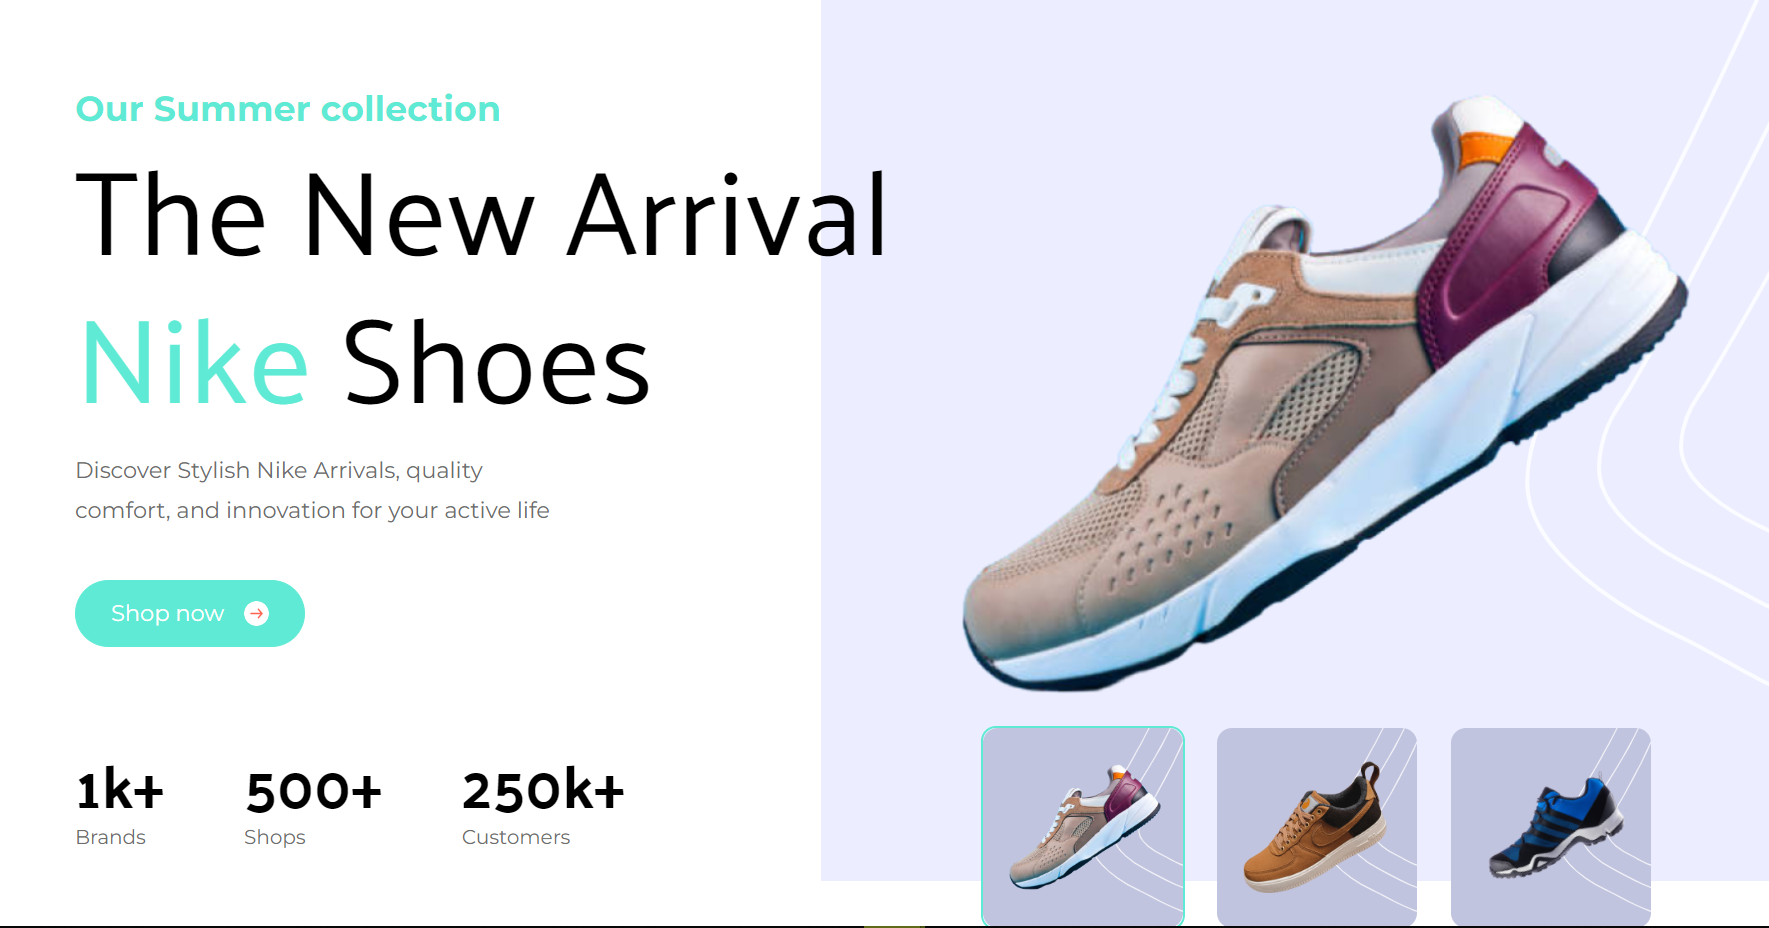 Our Summer collection
The New Arrival
Nike Shoes
Discover Stylish Nike Arrivals, quality
comfort, and innovation for your active life
Shop now
1k+
Brands
500+
Shops
250k+
Customers